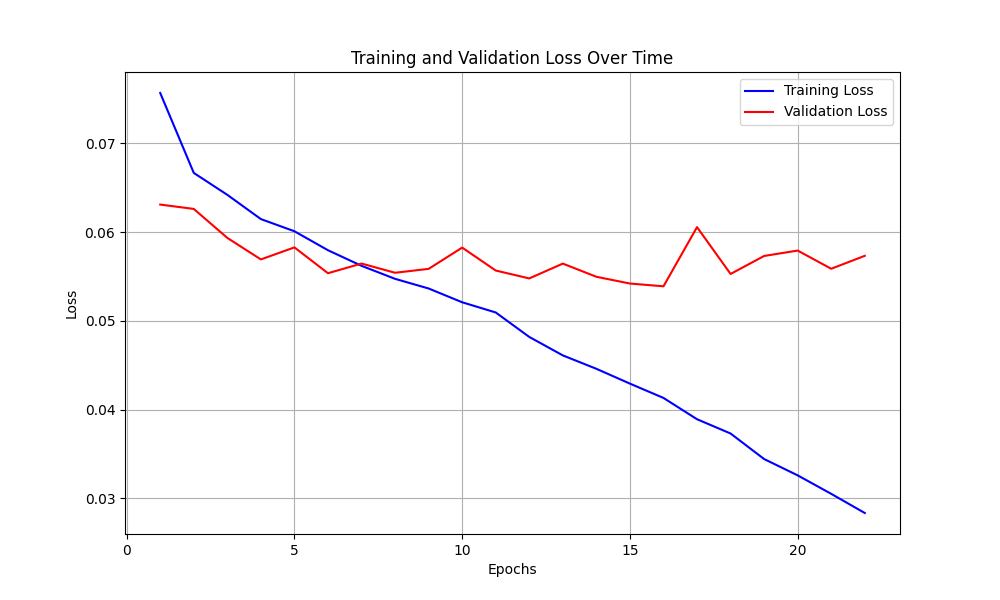 Training and Validation Loss Over Time
Training Loss
Validation Loss
0.07
0.06
0.05
0.04
0.03
Loss
0
5
10
15
20
Epochs